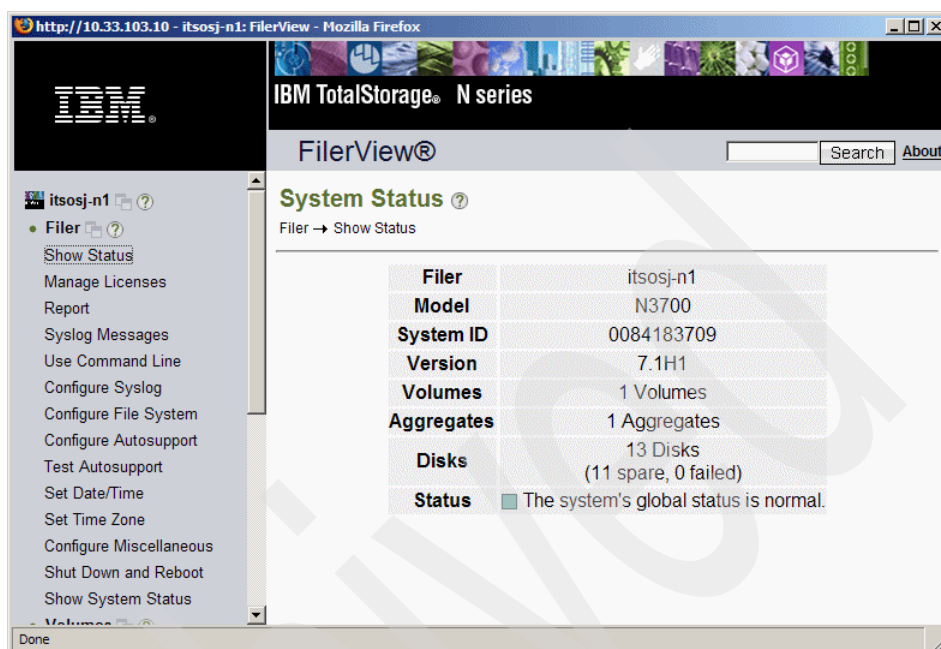 http://10.33.103.10 - itsosj-n1: FilerView - Mozilla Firefox
IBM®
IBM TotalStorage® N series
FilerView®
Search
About
itsosj-n1
Filer
Show Status
Manage Licenses
Report
Syslog Messages
Use Command Line
Configure Syslog
Configure File System
Configure Autosupport
Test Autosupport
Set Date/Time
Set Time Zone
Configure Miscellaneous
Shut Down and Reboot
Show System Status
Volumes
System Status
Filer → Show Status
Filer itsosj-n1
Model N3700
System ID 0084183709
Version 7.1H1
Volumes 1 Volumes
Aggregates 1 Aggregates
Disks 13 Disks
(11 spare, 0 failed)
Status The system's global status is normal.
Done